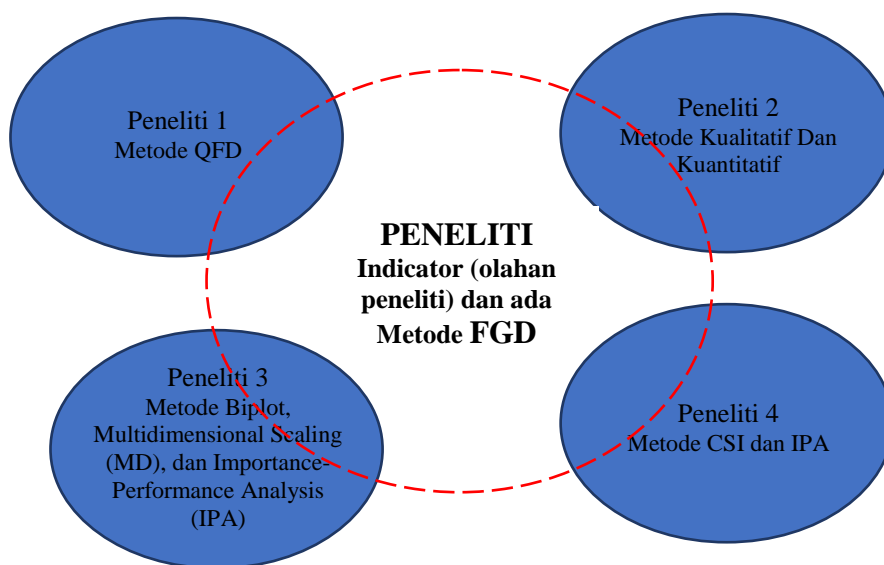 Peneliti 1
Metode QFD
Peneliti 2
Metode Kualitatif Dan
Kuantitatif
PENELITI
Indicator (olahan
peneliti) dan ada
Metode FGD
Peneliti 3
Metode Biplot,
Multidimensional Scaling
(MD), dan Importance-
Performance Analysis
(IPA)
Peneliti 4
Metode CSI dan IPA